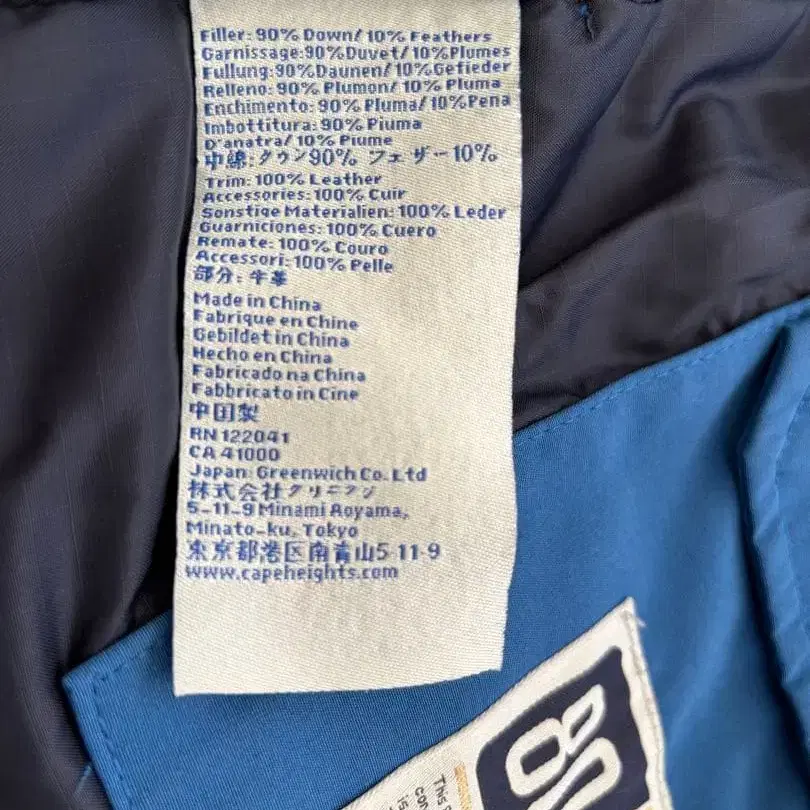 Filler: 90% Down/ 10% Feathers
Garnissage:90%Duvet/ 10%Plumes
Fullung:90%Daunen/ 10%Gefieder
Relleno: 90% Plumon/ 10% Pluma
Enchimento: 90% Pluma/ 10%Pena
Imbottitura: 90% Piuma
D'anatra/ 10% Piume
中綿:ダウン90% フェザー10%
Trim: 100% Leather
Accessories: 100% Cuir
Sonstige Materialien: 100% Leder
Guarniciones: 100% Cuero
Remate: 100% Couro
Accessori: 100% Pelle
部分: 牛革
Made in China
Fabrique en Chine
Gebildet in China
Hecho en China
Fabricado na China
Fabbricato in Cine
中国製
RN 122041
CA 41000
Japan: Greenwich Co. Ltd
株式会社
5-11-9 Minami Aoyama,
Minato-ku, Tokyo
東京都港区南青山5-11-9
www.capeheights.com
This